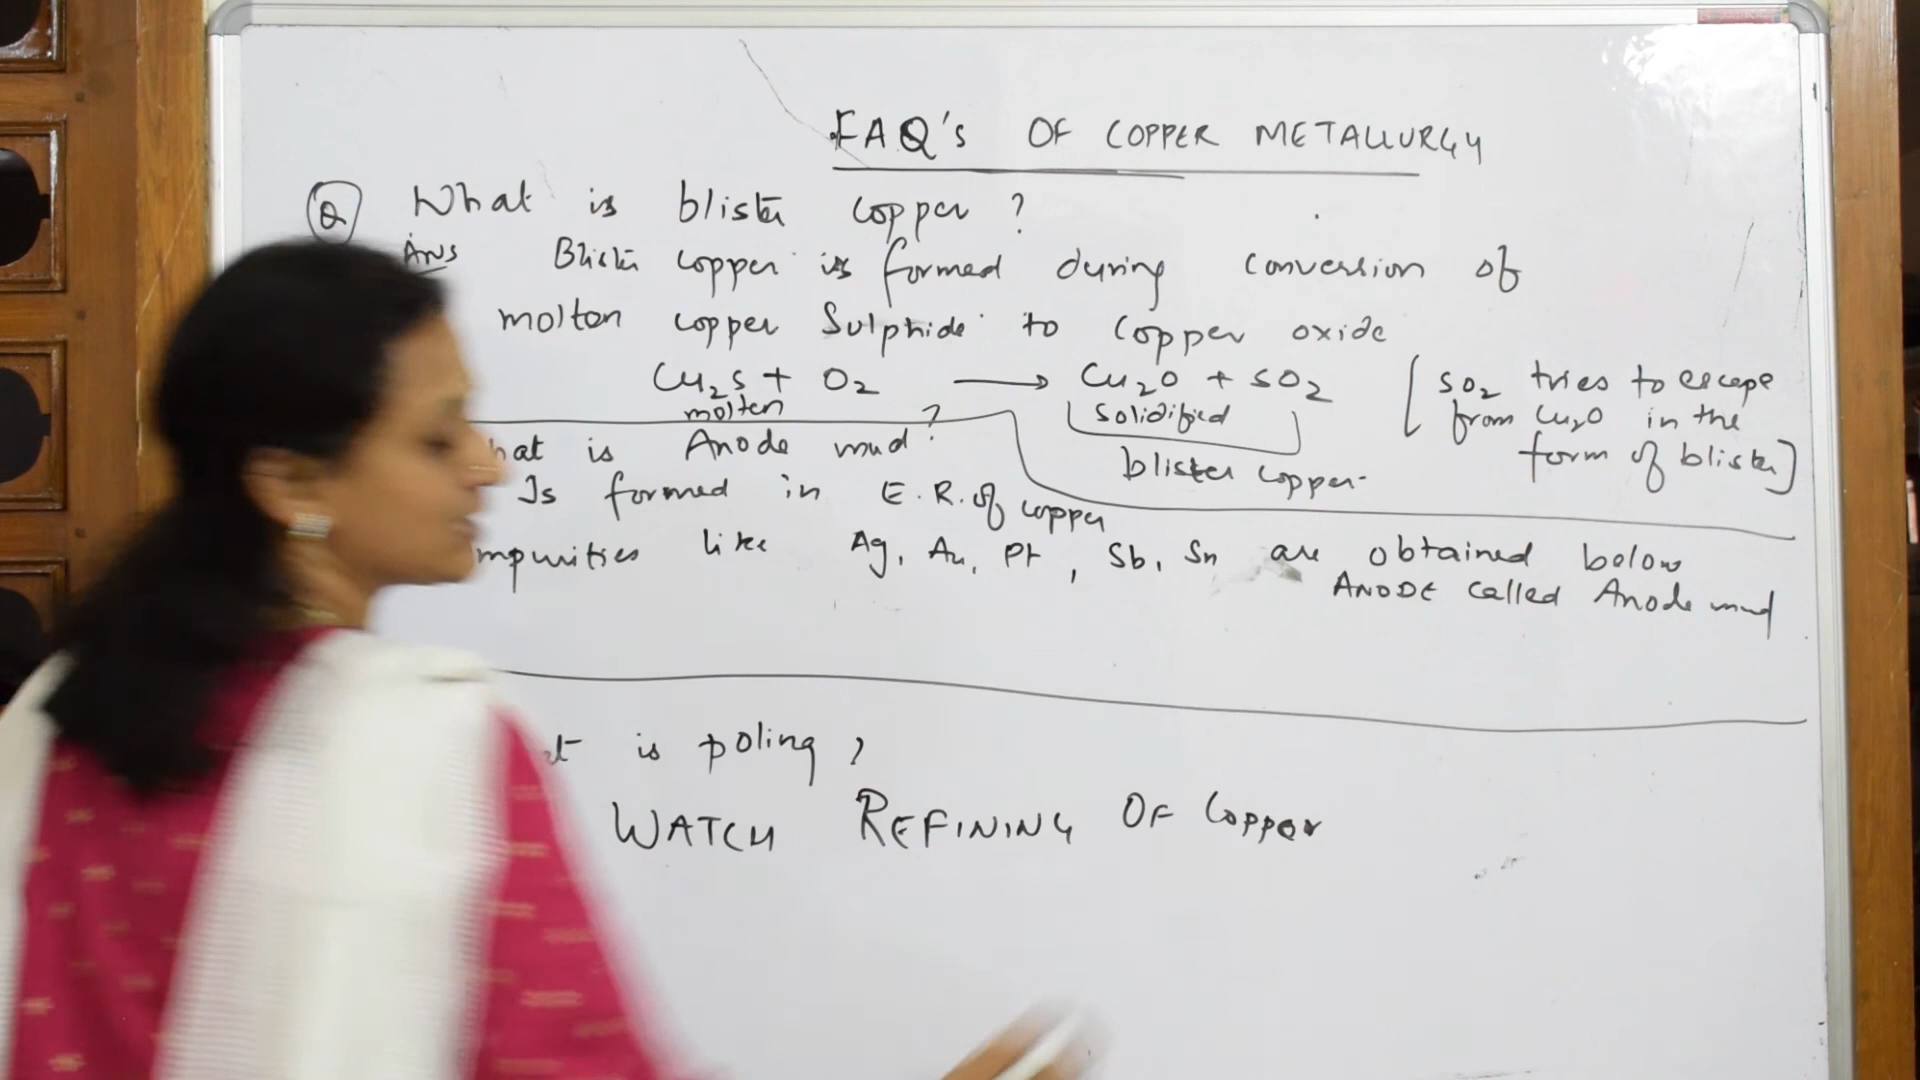 FAQ's OF COPPER METALLURGY
Q What is blister copper ?
Ans Blister copper is formed during conversion of
molten copper Sulphide to Copper oxide
Cu2S + O2 → Cu2O + SO2 [ SO2 tries to escape
molten solidified from Cu2O in the
form of blister ]
blister copper.
hat is Anode mud ?
Is formed in E.R. of copper
mpurities like Ag, Au, Pt, Sb, Sn are obtained below
ANODE called Anode mud
t is poling ?
WATCH REFINING OF Copper